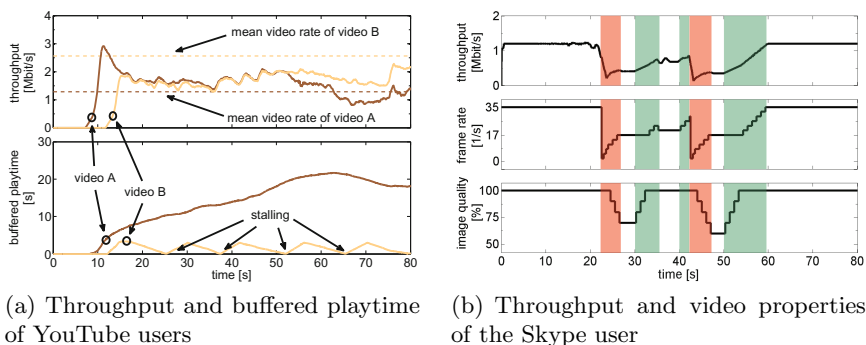 4
3
2
1
0
throughput
[Mbit/s]
mean video rate of video B
mean video rate of video A
30
20
10
0
buffered playtime
[s]
video A
video B
stalling
0 10 20 30 40 50 60 70 80
time [s]
(a) Throughput and buffered playtime
of YouTube users
2
1
0
throughput
[Mbit/s]
35
17
0
frame rate
[1/s]
100
75
50
image quality
[%]
0 10 20 30 40 50 60 70 80
time [s]
(b) Throughput and video properties
of the Skype user